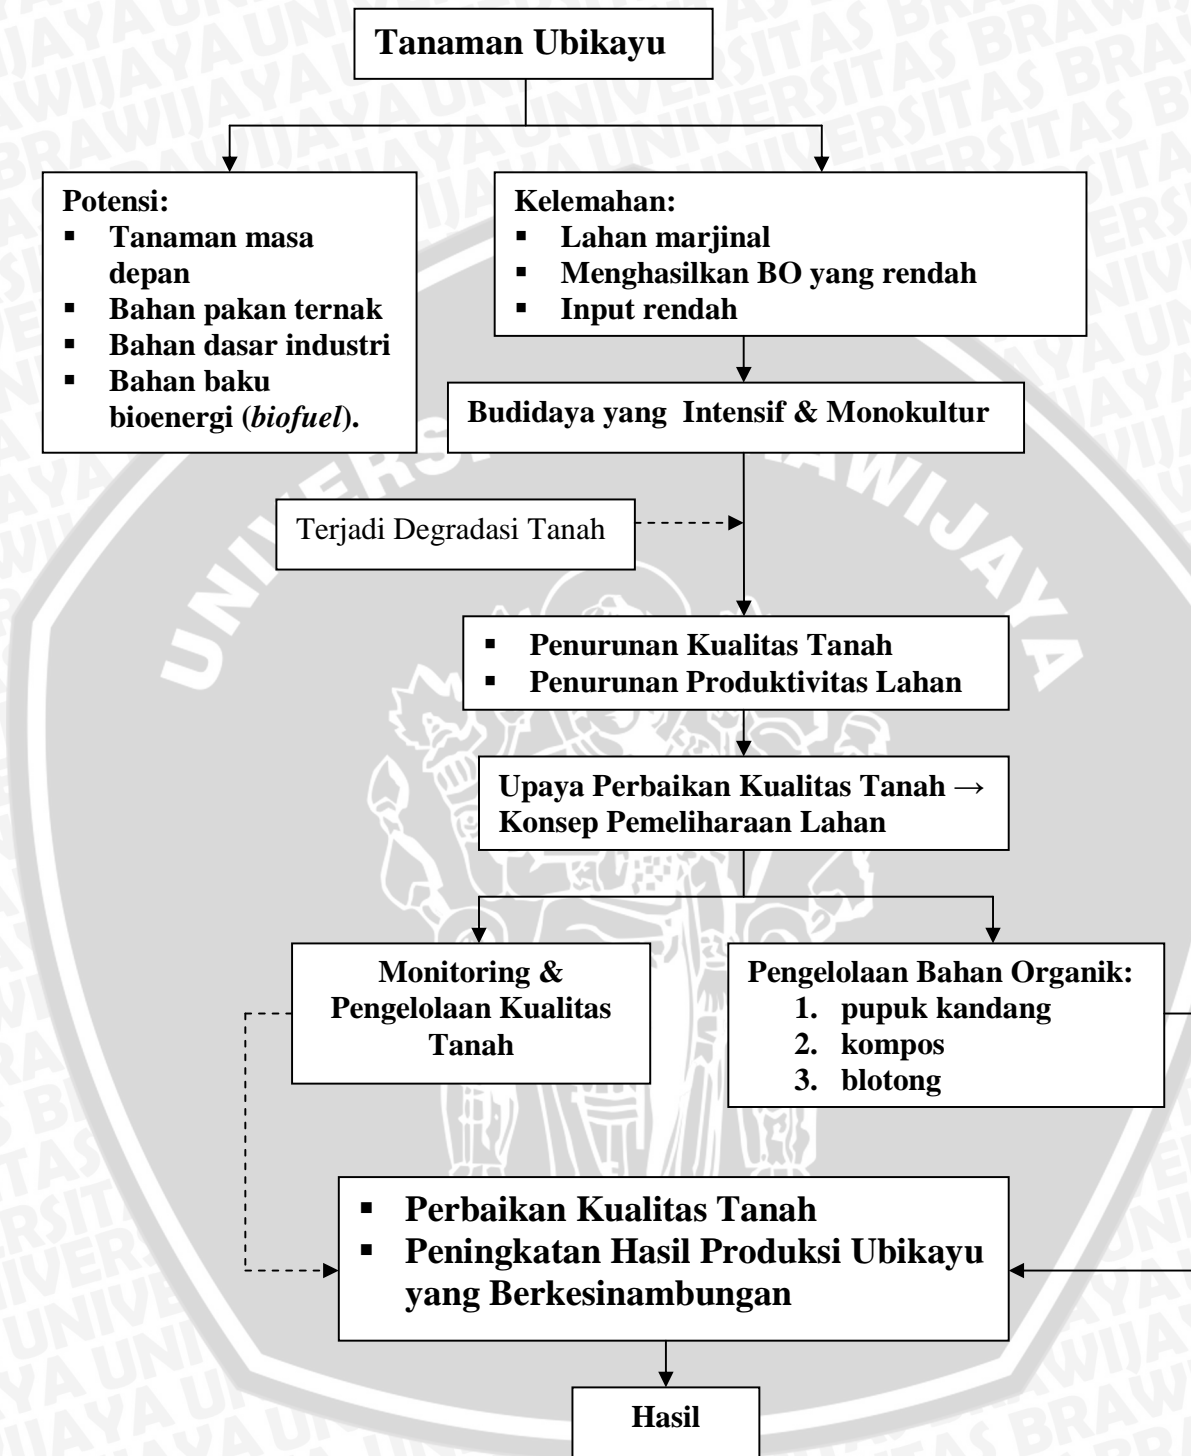 Tanaman Ubikayu
Potensi:
▪ Tanaman masa
depan
▪ Bahan pakan ternak
▪ Bahan dasar industri
▪ Bahan baku
bioenergi (biofuel).
Kelemahan:
▪ Lahan marjinal
▪ Menghasilkan BO yang rendah
▪ Input rendah
Budidaya yang Intensif & Monokultur
Terjadi Degradasi Tanah
▪ Penurunan Kualitas Tanah
▪ Penurunan Produktivitas Lahan
Upaya Perbaikan Kualitas Tanah →
Konsep Pemeliharaan Lahan
Monitoring &
Pengelolaan Kualitas
Tanah
Pengelolaan Bahan Organik:
1. pupuk kandang
2. kompos
3. blotong
▪ Perbaikan Kualitas Tanah
▪ Peningkatan Hasil Produksi Ubikayu
yang Berkesinambungan
Hasil